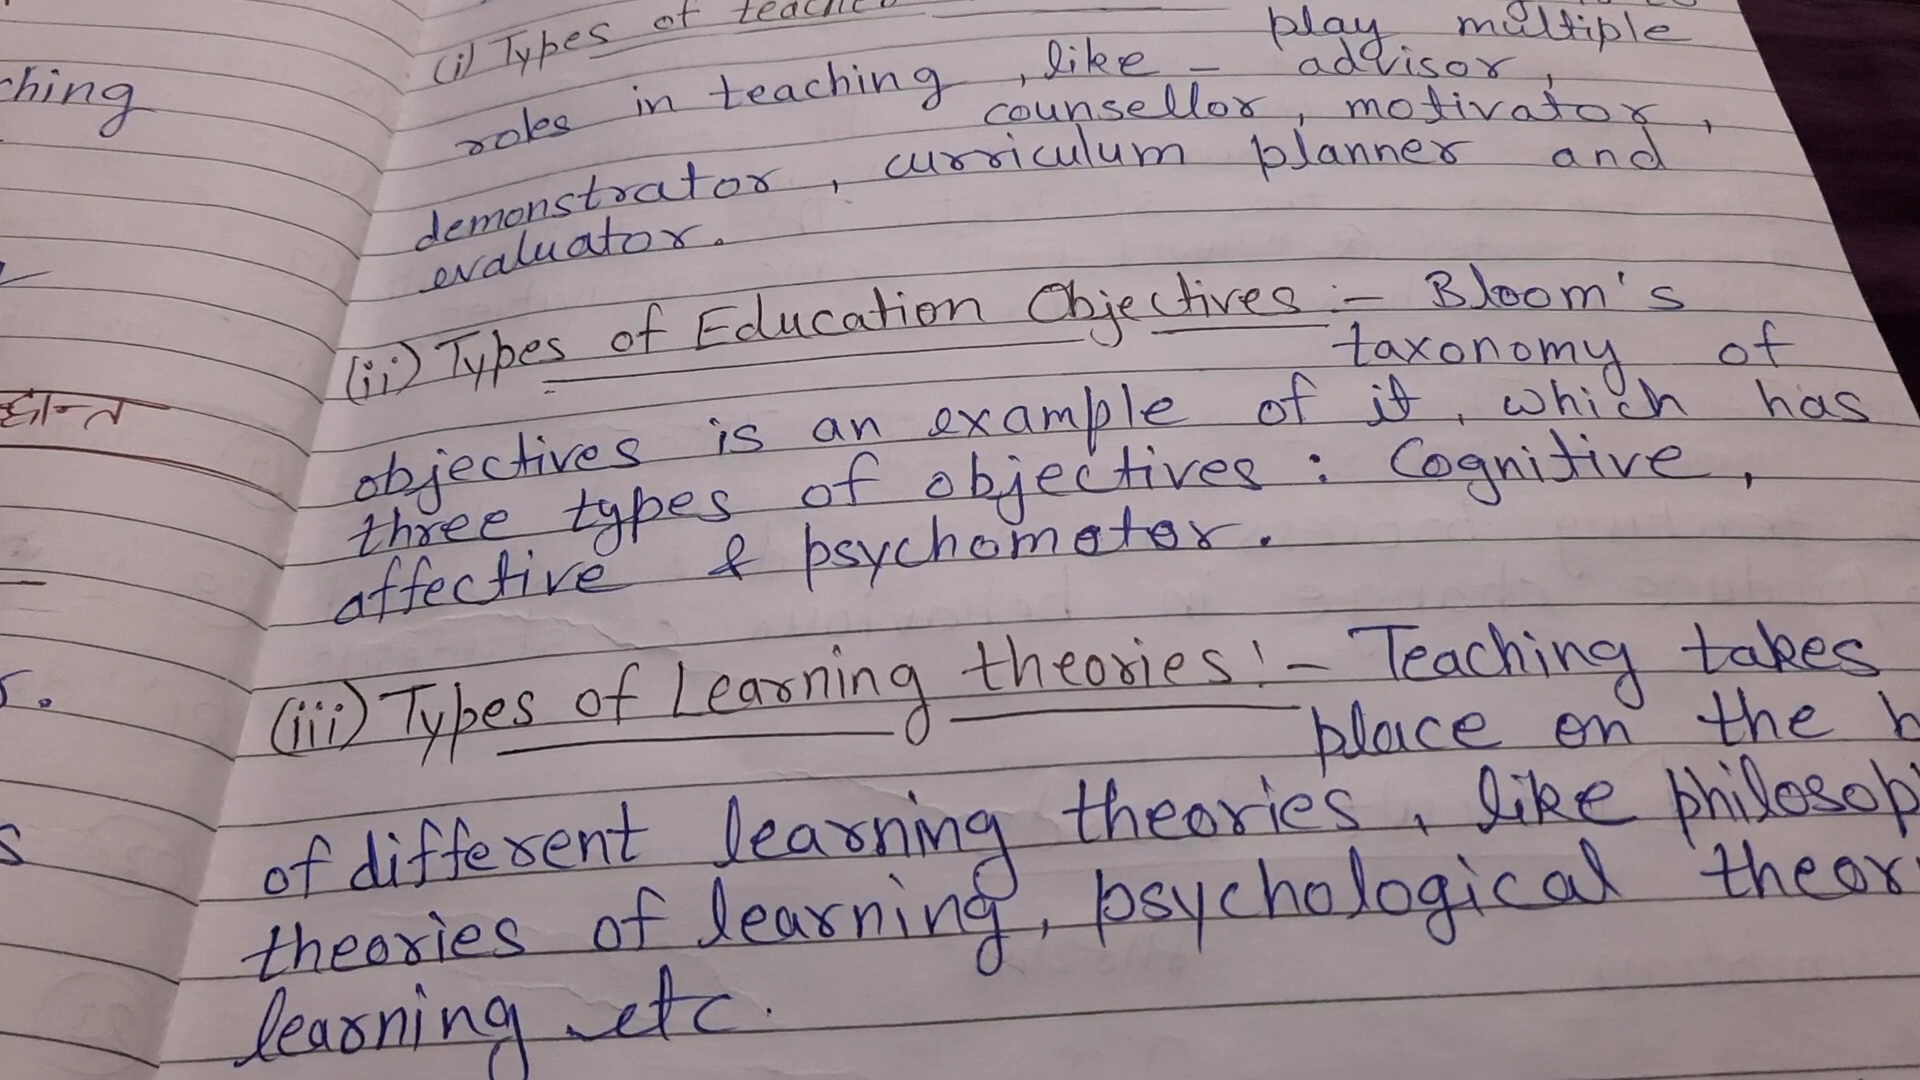 (i) Types of
play multiple
roles in teaching, like - advisor,
counsellor, motivator,
demonstrator, curriculum planner and
evaluator.
(ii) Types of Education Objectives :- Bloom's
taxonomy of
objectives is an example of it, which has
three types of objectives : Cognitive,
affective & psychomotor.
(iii) Types of Learning theories :- Teaching takes
place on the
of different learning theories, like
theories of learning, psychological
learning etc.